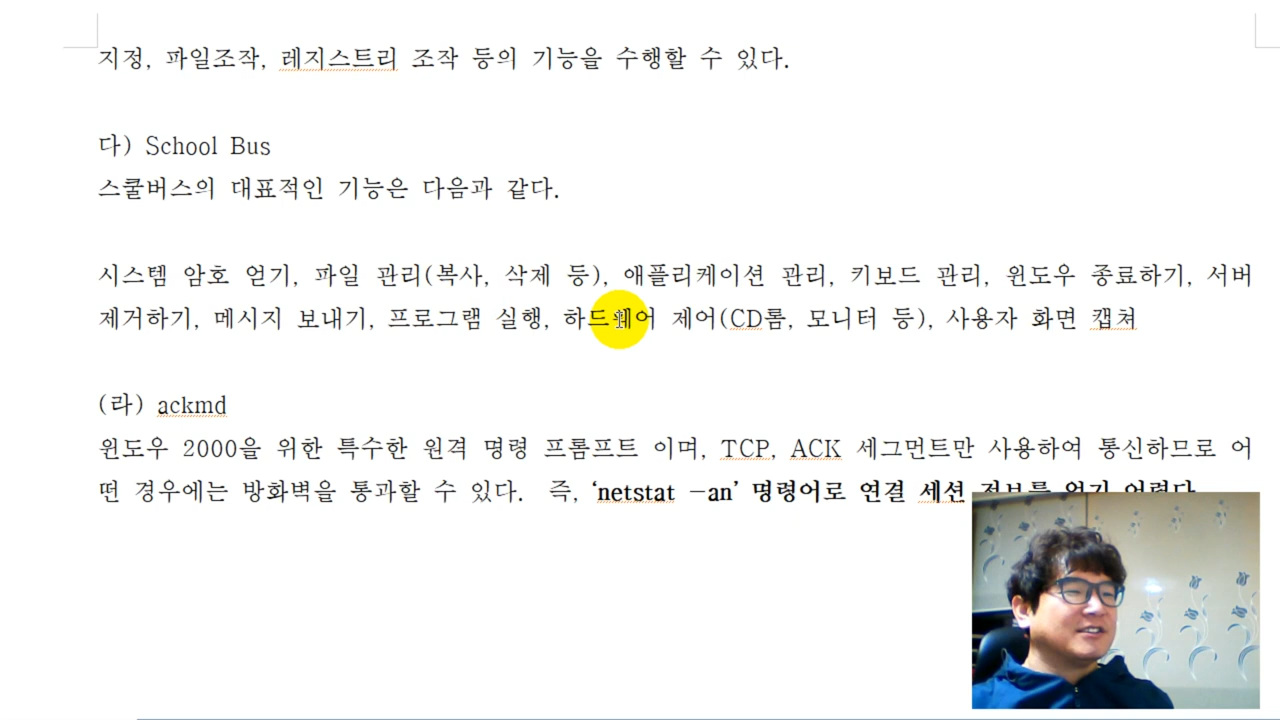 지정, 파일조작, 레지스트리 조작 등의 기능을 수행할 수 있다.
다) School Bus
스쿨버스의 대표적인 기능은 다음과 같다.
시스템 암호 얻기, 파일 관리(복사, 삭제 등), 애플리케이션 관리, 키보드 관리, 윈도우 종료하기, 서버
제거하기, 메시지 보내기, 프로그램 실행, 하드웨어 제어(CD롬, 모니터 등), 사용자 화면 캡쳐
(라) ackmd
윈도우 2000을 위한 특수한 원격 명령 프롬프트 이며, TCP, ACK 세그먼트만 사용하여 통신하므로 어
떤 경우에는 방화벽을 통과할 수 있다. 즉, ‘netstat -an’ 명령어로 연결 세션 정보를 얻기 어렵다.